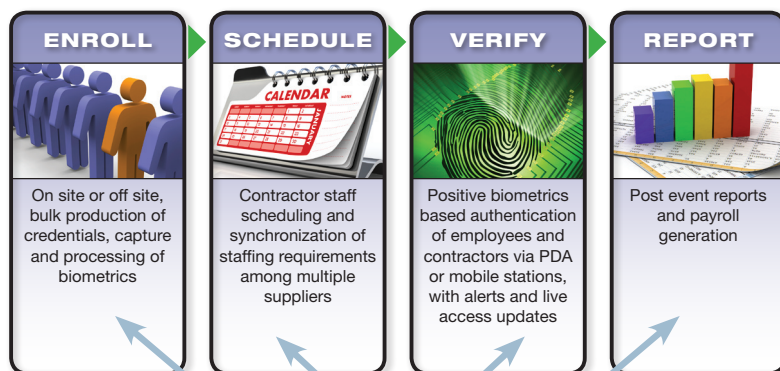 ENROLL
On site or off site,
bulk production of
credentials, capture
and processing of
biometrics
SCHEDULE
CALENDAR
NOTES
JANUARY
Contractor staff
scheduling and
synchronization of
staffing requirements
among multiple
suppliers
VERIFY
Positive biometrics
based authentication
of employees and
contractors via PDA
or mobile stations,
with alerts and live
access updates
REPORT
Post event reports
and payroll
generation